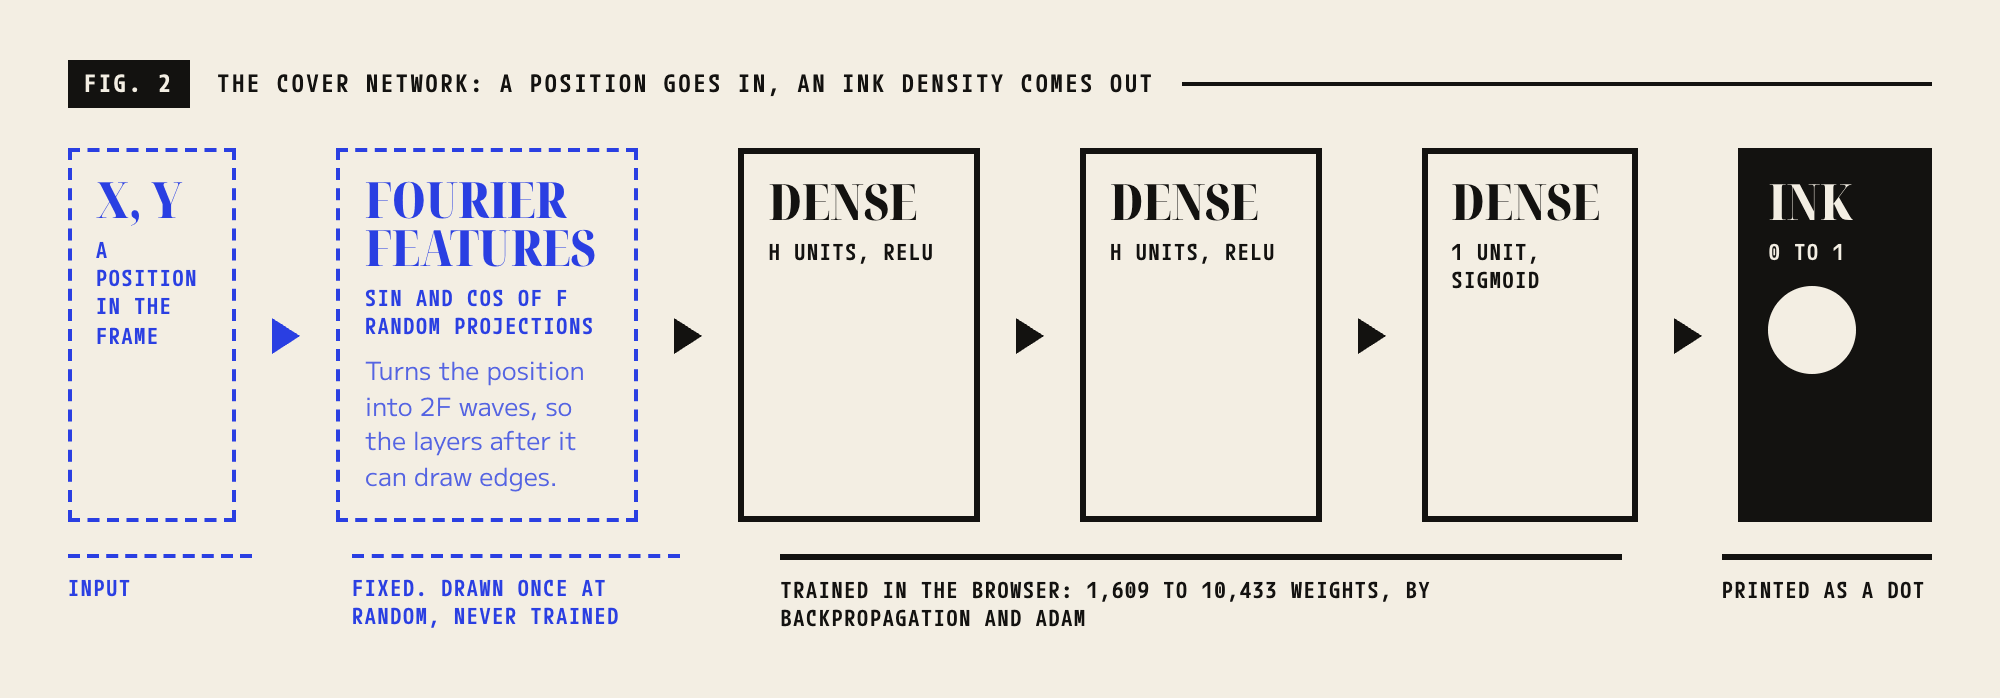 FIG. 2
THE COVER NETWORK: A POSITION GOES IN, AN INK DENSITY COMES OUT
X, Y
A
POSITION
IN THE
FRAME
FOURIER
FEATURES
SIN AND COS OF F
RANDOM PROJECTIONS
Turns the position
into 2F waves, so
the layers after it
can draw edges.
DENSE
H UNITS, RELU
DENSE
H UNITS, RELU
DENSE
1 UNIT,
SIGMOID
INK
0 TO 1
INPUT
FIXED. DRAWN ONCE AT
RANDOM, NEVER TRAINED
TRAINED IN THE BROWSER: 1,609 TO 10,433 WEIGHTS, BY
BACKPROPAGATION AND ADAM
PRINTED AS A DOT